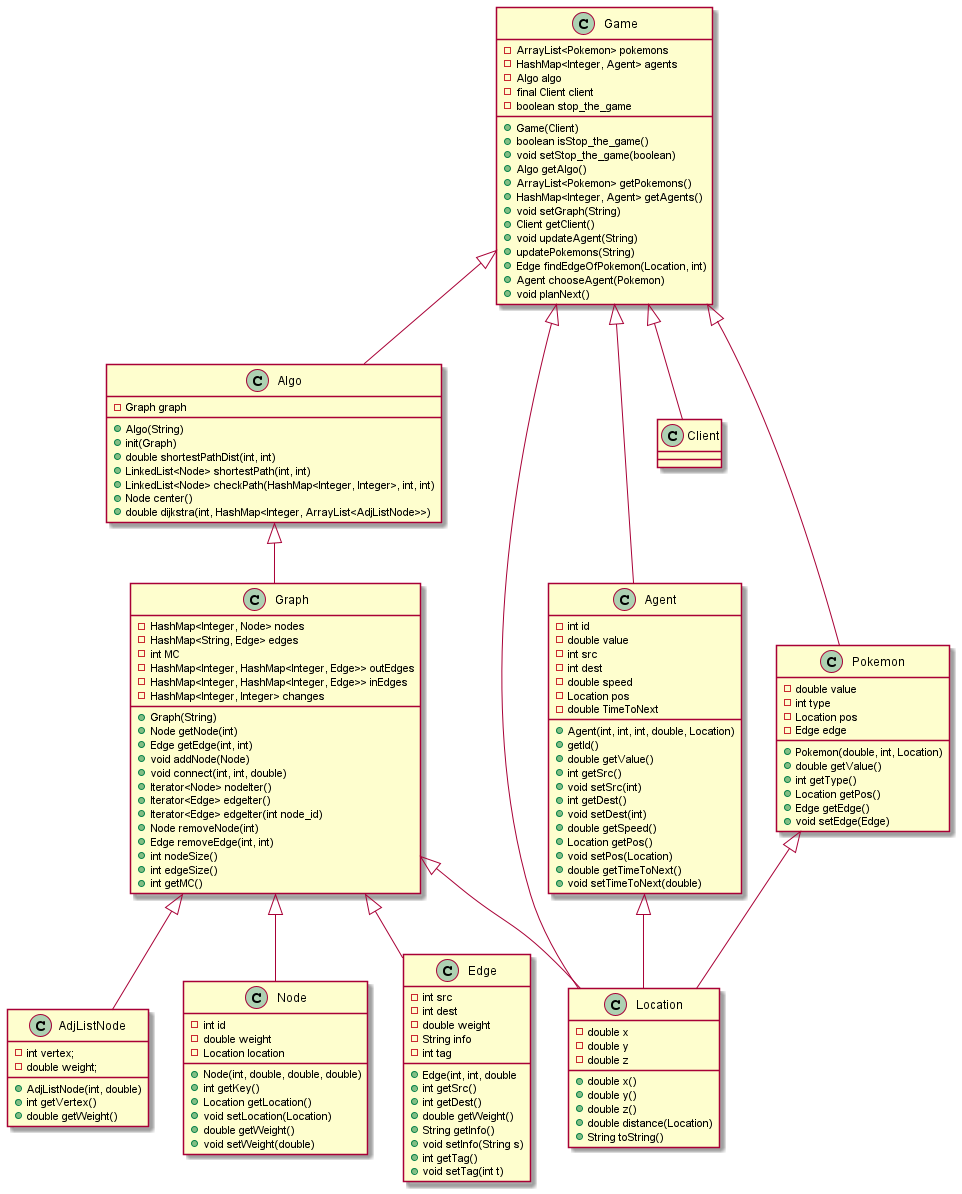 C Game
ArrayList<Pokemon> pokemons
HashMap<Integer, Agent> agents
Algo algo
final Client client
boolean stop_the_game
Game(Client)
boolean isStop_the_game()
void setStop_the_game(boolean)
Algo getAlgo()
ArrayList<Pokemon> getPokemons()
HashMap<Integer, Agent> getAgents()
void setGraph(String)
Client getClient()
void updateAgent(String)
updatePokemons(String)
Edge findEdgeOfPokemon(Location, int)
Agent chooseAgent(Pokemon)
void planNext()
C Algo
Graph graph
Algo(String)
init(Graph)
double shortestPathDist(int, int)
LinkedList<Node> shortestPath(int, int)
LinkedList<Node> checkPath(HashMap<Integer, Integer>, int, int)
Node center()
double dijkstra(int, HashMap<Integer, ArrayList<AdjListNode>>)
C Client
C Graph
HashMap<Integer, Node> nodes
HashMap<String, Edge> edges
int MC
HashMap<Integer, HashMap<Integer, Edge>> outEdges
HashMap<Integer, HashMap<Integer, Edge>> inEdges
HashMap<Integer, Integer> changes
Graph(String)
Node getNode(int)
Edge getEdge(int, int)
void addNode(Node)
void connect(int, int, double)
Iterator<Node> nodeIter()
Iterator<Edge> edgeIter()
Iterator<Edge> edgeIter(int node_id)
Node removeNode(int)
Edge removeEdge(int, int)
int nodeSize()
int edgeSize()
int getMC()
C Agent
int id
double value
int src
int dest
double speed
Location pos
double TimeToNext
Agent(int, int, int, double, Location)
getId()
double getValue()
int getSrc()
void setSrc(int)
int getDest()
void setDest(int)
double getSpeed()
Location getPos()
void setPos(Location)
double getTimeToNext()
void setTimeToNext(double)
C Pokemon
double value
int type
Location pos
Edge edge
Pokemon(double, int, Location)
double getValue()
int getType()
Location getPos()
Edge getEdge()
void setEdge(Edge)
C AdjListNode
int vertex;
double weight;
AdjListNode(int, double)
int getVertex()
double getWeight()
C Node
int id
double weight
Location location
Node(int, double, double, double)
int getKey()
Location getLocation()
void setLocation(Location)
double getWeight()
void setWeight(double)
C Edge
int src
int dest
double weight
String info
int tag
Edge(int, int, double
int getSrc()
int getDest()
double getWeight()
String getInfo()
void setInfo(String s)
int getTag()
void setTag(int t)
C Location
double x
double y
double z
double x()
double y()
double z()
double distance(Location)
String toString()